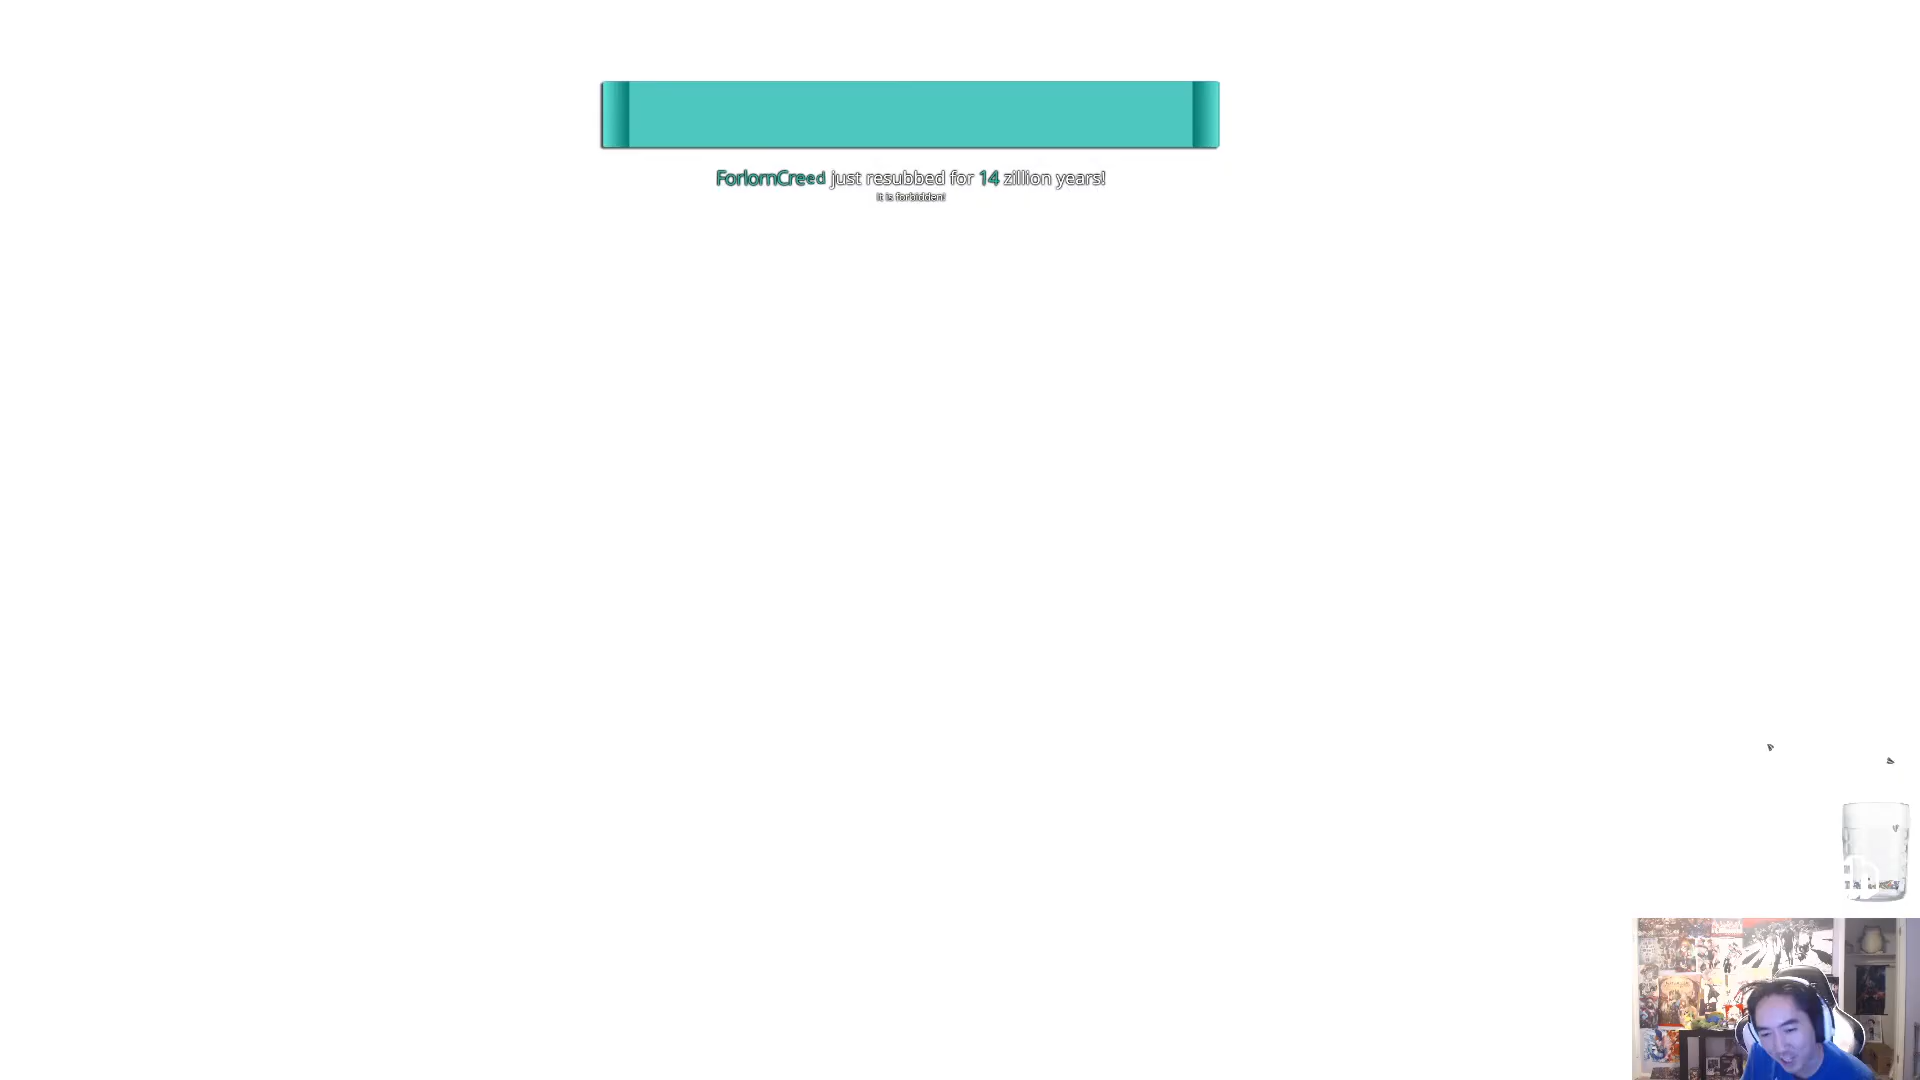 ForlornCreed just resubbed for 14 zillion years!
It is forbidden!